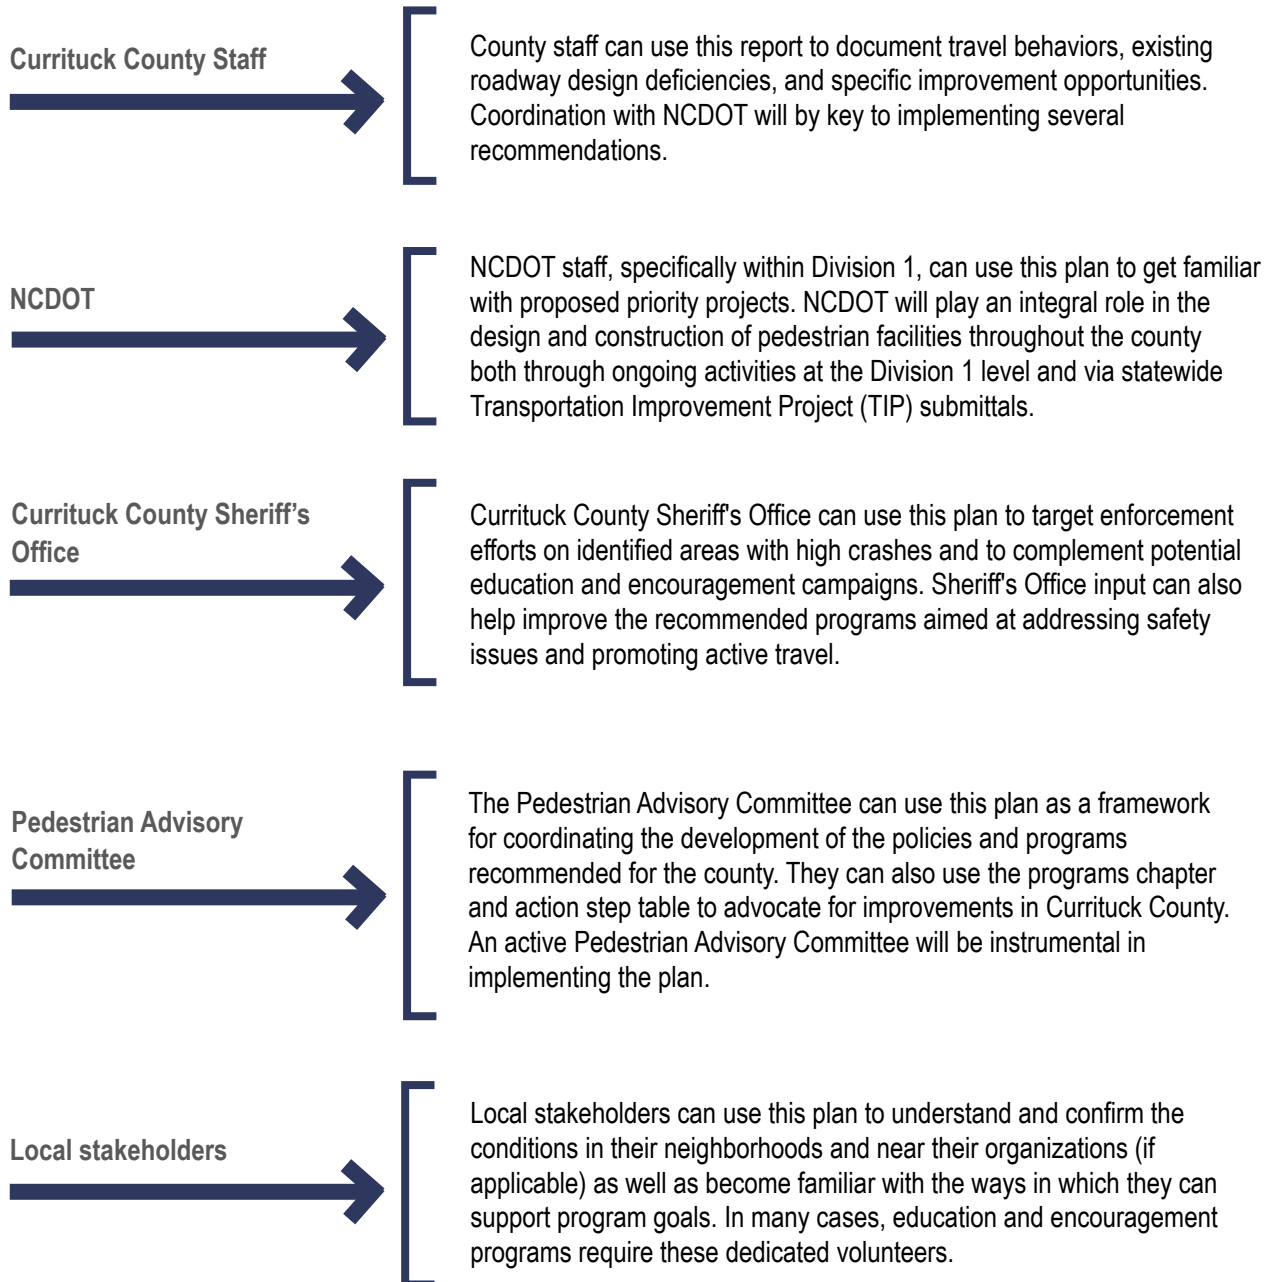 Currituck County Staff
County staff can use this report to document travel behaviors, existing
roadway design deficiencies, and specific improvement opportunities.
Coordination with NCDOT will by key to implementing several
recommendations.
NCDOT
NCDOT staff, specifically within Division 1, can use this plan to get familiar
with proposed priority projects. NCDOT will play an integral role in the
design and construction of pedestrian facilities throughout the county
both through ongoing activities at the Division 1 level and via statewide
Transportation Improvement Project (TIP) submittals.
Currituck County Sheriff’s
Office
Currituck County Sheriff's Office can use this plan to target enforcement
efforts on identified areas with high crashes and to complement potential
education and encouragement campaigns. Sheriff's Office input can also
help improve the recommended programs aimed at addressing safety
issues and promoting active travel.
Pedestrian Advisory
Committee
The Pedestrian Advisory Committee can use this plan as a framework
for coordinating the development of the policies and programs
recommended for the county. They can also use the programs chapter
and action step table to advocate for improvements in Currituck County.
An active Pedestrian Advisory Committee will be instrumental in
implementing the plan.
Local stakeholders
Local stakeholders can use this plan to understand and confirm the
conditions in their neighborhoods and near their organizations (if
applicable) as well as become familiar with the ways in which they can
support program goals. In many cases, education and encouragement
programs require these dedicated volunteers.